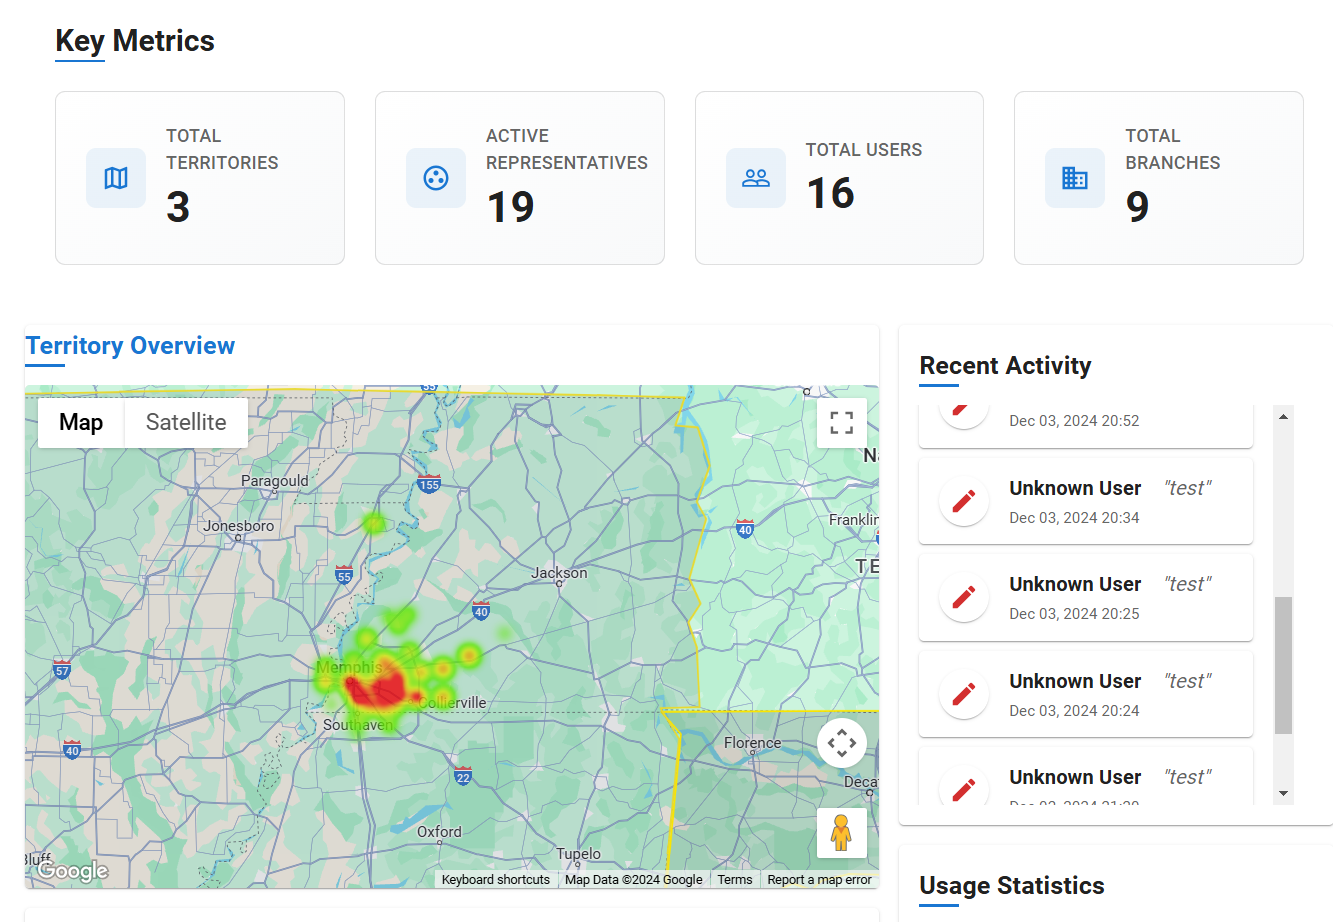 Key Metrics
TOTAL
TERRITORIES
3
ACTIVE
REPRESENTATIVES
19
TOTAL USERS
16
TOTAL
BRANCHES
9
Territory Overview
Map
Satellite
55
Paragould
155
Jonesboro
Franklin
40
55
Jackson
TE
40
57
Memphis
Collierville
Southaven
Florence
40
22
Deca
Oxford
Tupelo
Bluff
Google
Keyboard shortcuts
Map Data ©2024 Google
Terms
Report a map error
Recent Activity
Dec 03, 2024 20:52
Unknown User "test"
Dec 03, 2024 20:34
Unknown User "test"
Dec 03, 2024 20:25
Unknown User "test"
Dec 03, 2024 20:24
Unknown User "test"
Usage Statistics